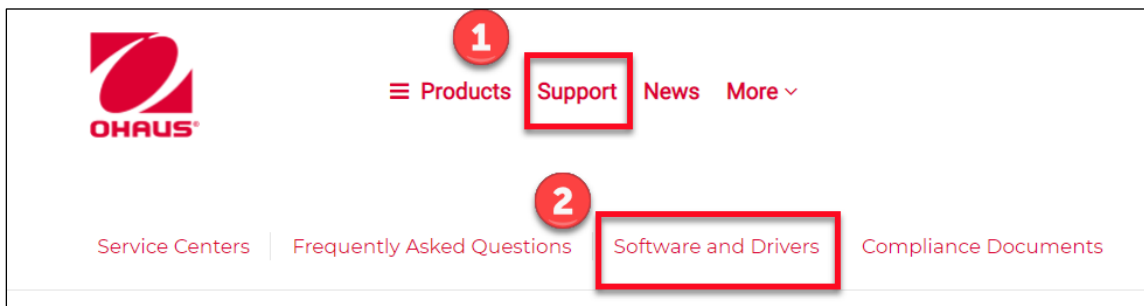 1
≡ Products Support News More
OHAUS®
2
Service Centers Frequently Asked Questions Software and Drivers Compliance Documents